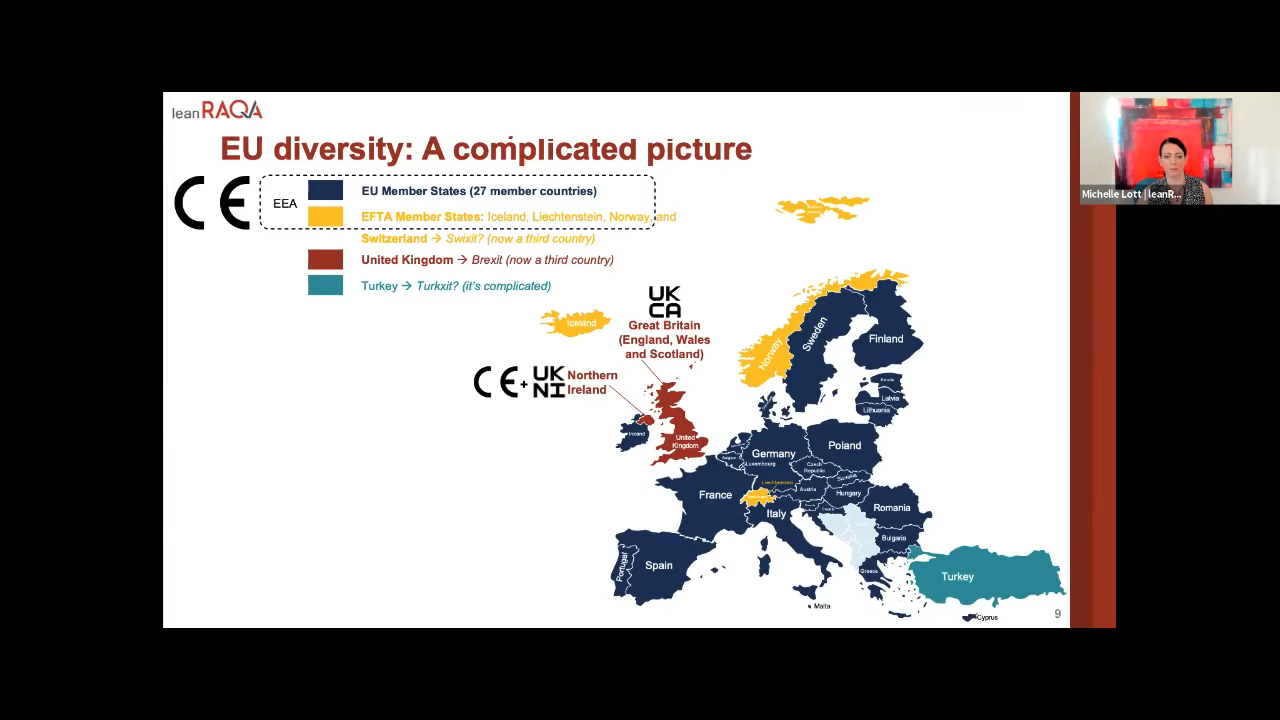 lean RAQA
EU diversity: A complicated picture
CE
EEA
EU Member States (27 member countries)
EFTA Member States: Iceland, Liechtenstein, Norway, and
Switzerland → Swixit? (now a third country)
United Kingdom → Brexit (now a third country)
Turkey → Turkxit? (it's complicated)
UK
CA
Great Britain
(England, Wales
and Scotland)
CE + UK
NI
Northern
Ireland
Iceland
Norway
Sweden
Finland
Latvia
Lithuania
Ireland
United
Kingdom
Poland
Germany
Luxembourg
Czech
Republic
Slovakia
Liechtenstein
Austria
Hungary
France
Italy
Romania
Bulgaria
Portugal
Spain
Greece
Turkey
Malta
Cyprus
9
Michelle Lott | leanR...